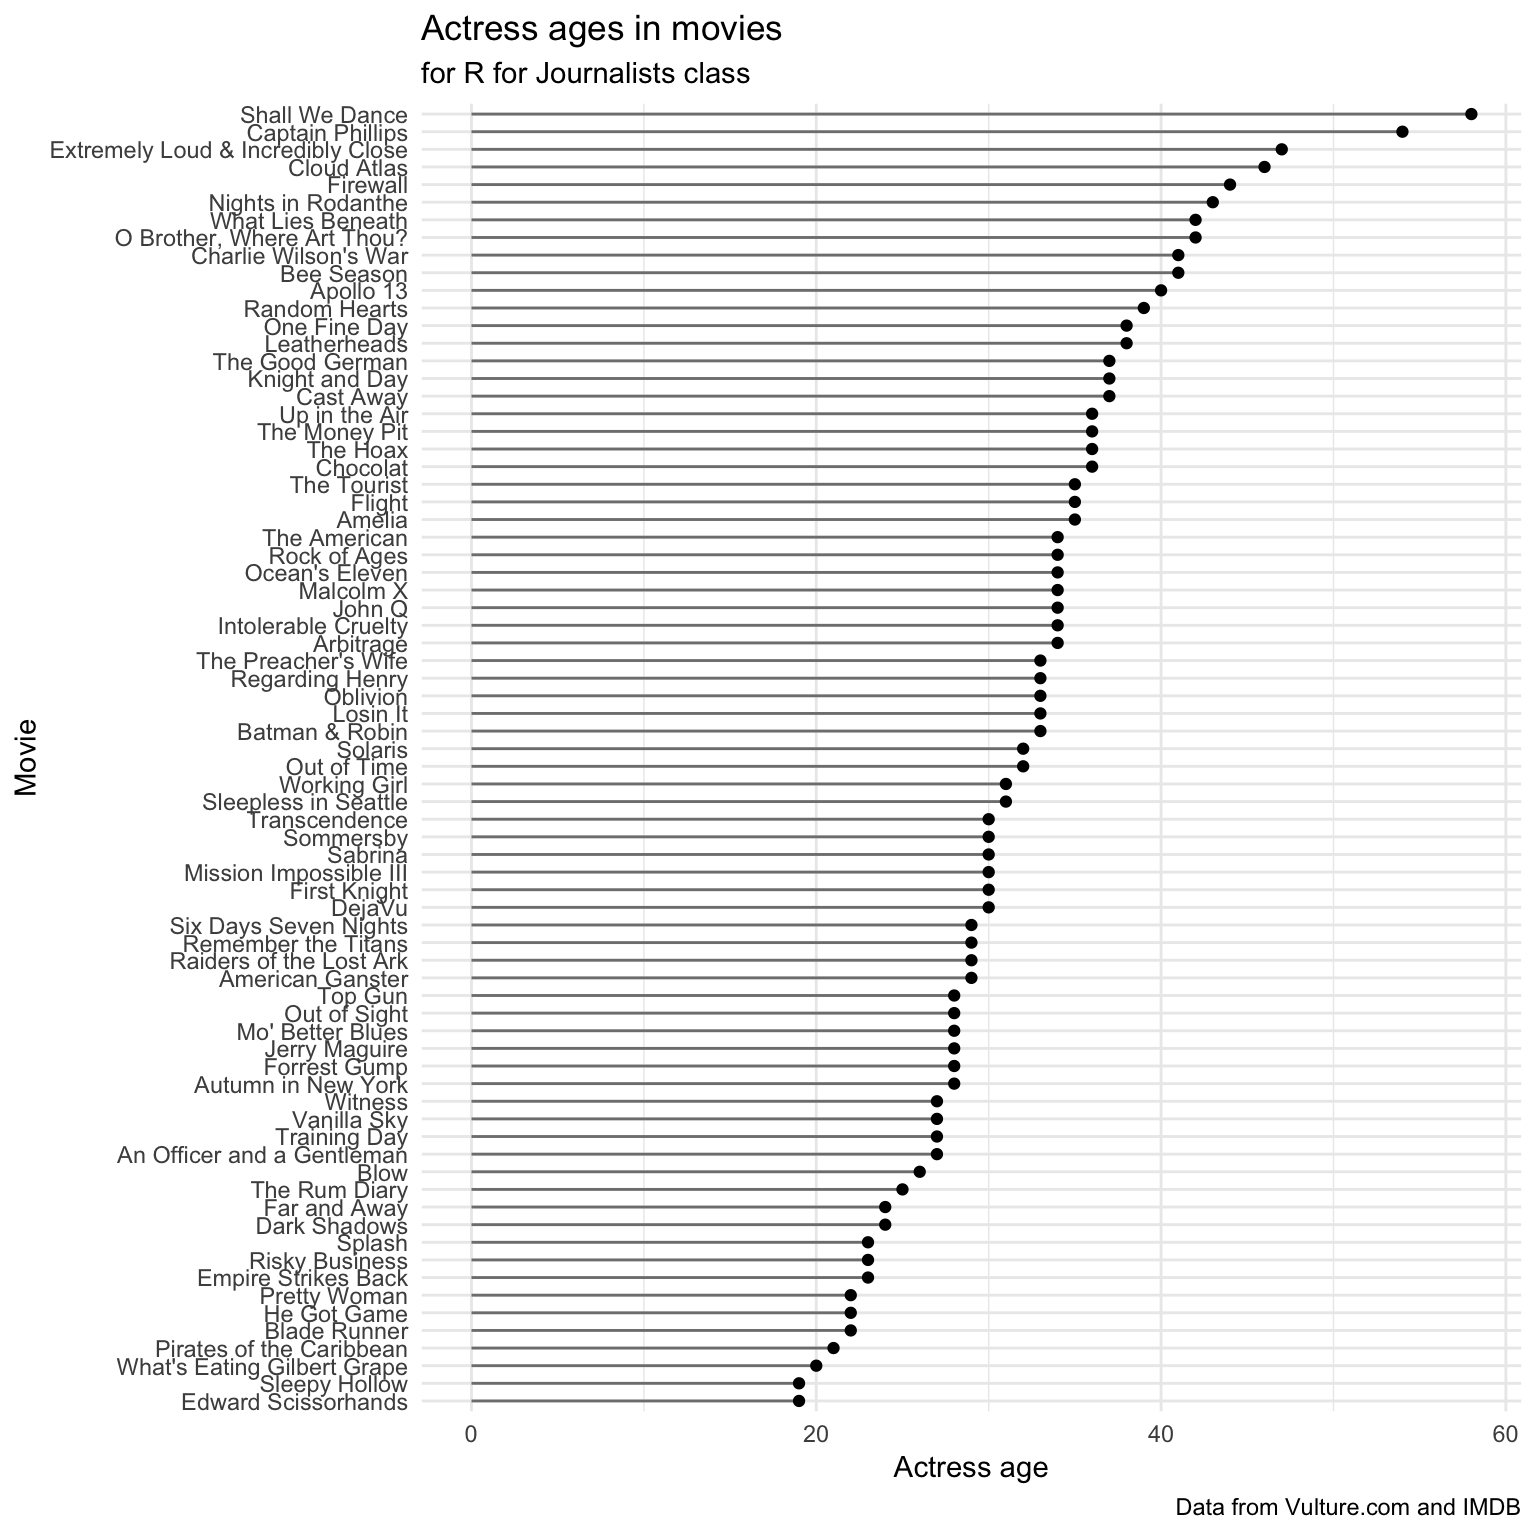 Actress ages in movies
for R for Journalists class
Shall We Dance
Captain Phillips
Extremely Loud & Incredibly Close
Cloud Atlas
Firewall
Nights in Rodanthe
What Lies Beneath
O Brother, Where Art Thou?
Charlie Wilson's War
Bee Season
Apollo 13
Random Hearts
One Fine Day
Leatherheads
The Good German
Knight and Day
Cast Away
Up in the Air
The Money Pit
The Hoax
Chocolat
The Tourist
Flight
Amelia
The American
Rock of Ages
Ocean's Eleven
Malcolm X
John Q
Intolerable Cruelty
Arbitrage
The Preacher's Wife
Regarding Henry
Oblivion
Losin It
Batman & Robin
Solaris
Out of Time
Working Girl
Sleepless in Seattle
Transcendence
Sommersby
Sabrina
Mission Impossible III
First Knight
DejaVu
Six Days Seven Nights
Remember the Titans
Raiders of the Lost Ark
American Ganster
Top Gun
Out of Sight
Mo' Better Blues
Jerry Maguire
Forrest Gump
Autumn in New York
Witness
Vanilla Sky
Training Day
An Officer and a Gentleman
Blow
The Rum Diary
Far and Away
Dark Shadows
Splash
Risky Business
Empire Strikes Back
Pretty Woman
He Got Game
Blade Runner
Pirates of the Caribbean
What's Eating Gilbert Grape
Sleepy Hollow
Edward Scissorhands
Movie
0 20 40 60
Actress age
Data from Vulture.com and IMDB